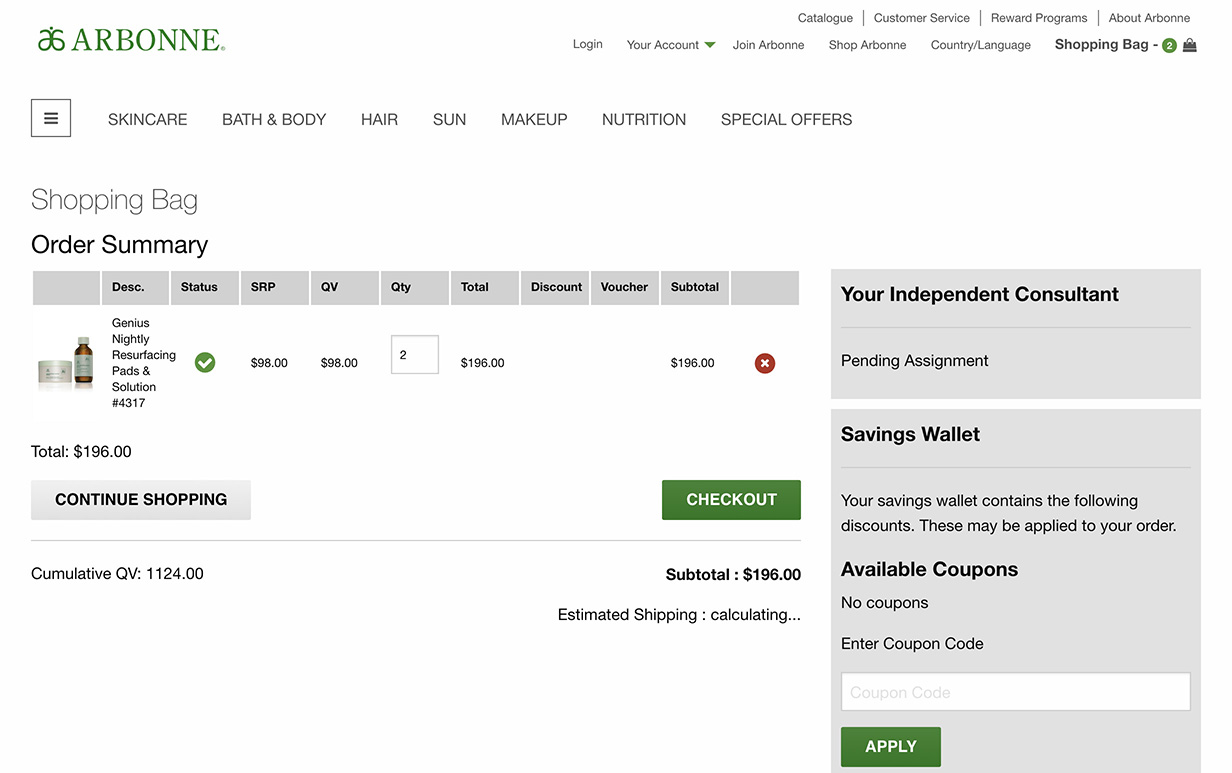 Catalogue | Customer Service | Reward Programs | About Arbonne
ARBONNE®
Login Your Account Join Arbonne Shop Arbonne Country/Language Shopping Bag - 2
SKINCARE BATH & BODY HAIR SUN MAKEUP NUTRITION SPECIAL OFFERS
Shopping Bag
Order Summary
Desc. Status SRP QV Qty Total Discount Voucher Subtotal
Genius
Nightly
Resurfacing
Pads &
Solution
#4317
$98.00 $98.00 2 $196.00 $196.00
Total: $196.00
CONTINUE SHOPPING CHECKOUT
Cumulative QV: 1124.00 Subtotal : $196.00
Estimated Shipping : calculating...
Your Independent Consultant
Pending Assignment
Savings Wallet
Your savings wallet contains the following
discounts. These may be applied to your order.
Available Coupons
No coupons
Enter Coupon Code
Coupon Code
APPLY